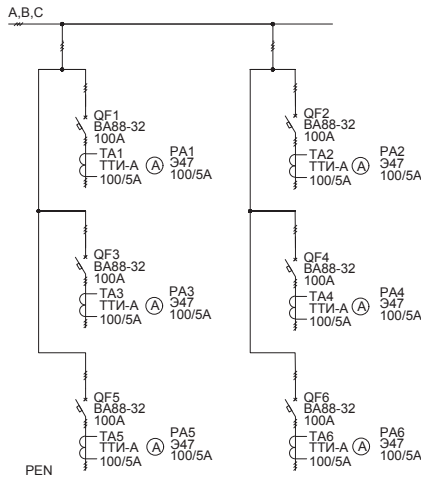 A,B,C
QF1
ВА88-32
100А
TA1
ТТИ-А
100/5А
A
PA1
Э47
100/5А
QF2
ВА88-32
100А
TA2
ТТИ-А
100/5А
A
PA2
Э47
100/5А
QF3
ВА88-32
100А
TA3
ТТИ-А
100/5А
A
PA3
Э47
100/5А
QF4
ВА88-32
100А
TA4
ТТИ-А
100/5А
A
PA4
Э47
100/5А
QF5
ВА88-32
100А
TA5
ТТИ-А
100/5А
A
PA5
Э47
100/5А
QF6
ВА88-32
100А
TA6
ТТИ-А
100/5А
A
PA6
Э47
100/5А
PEN